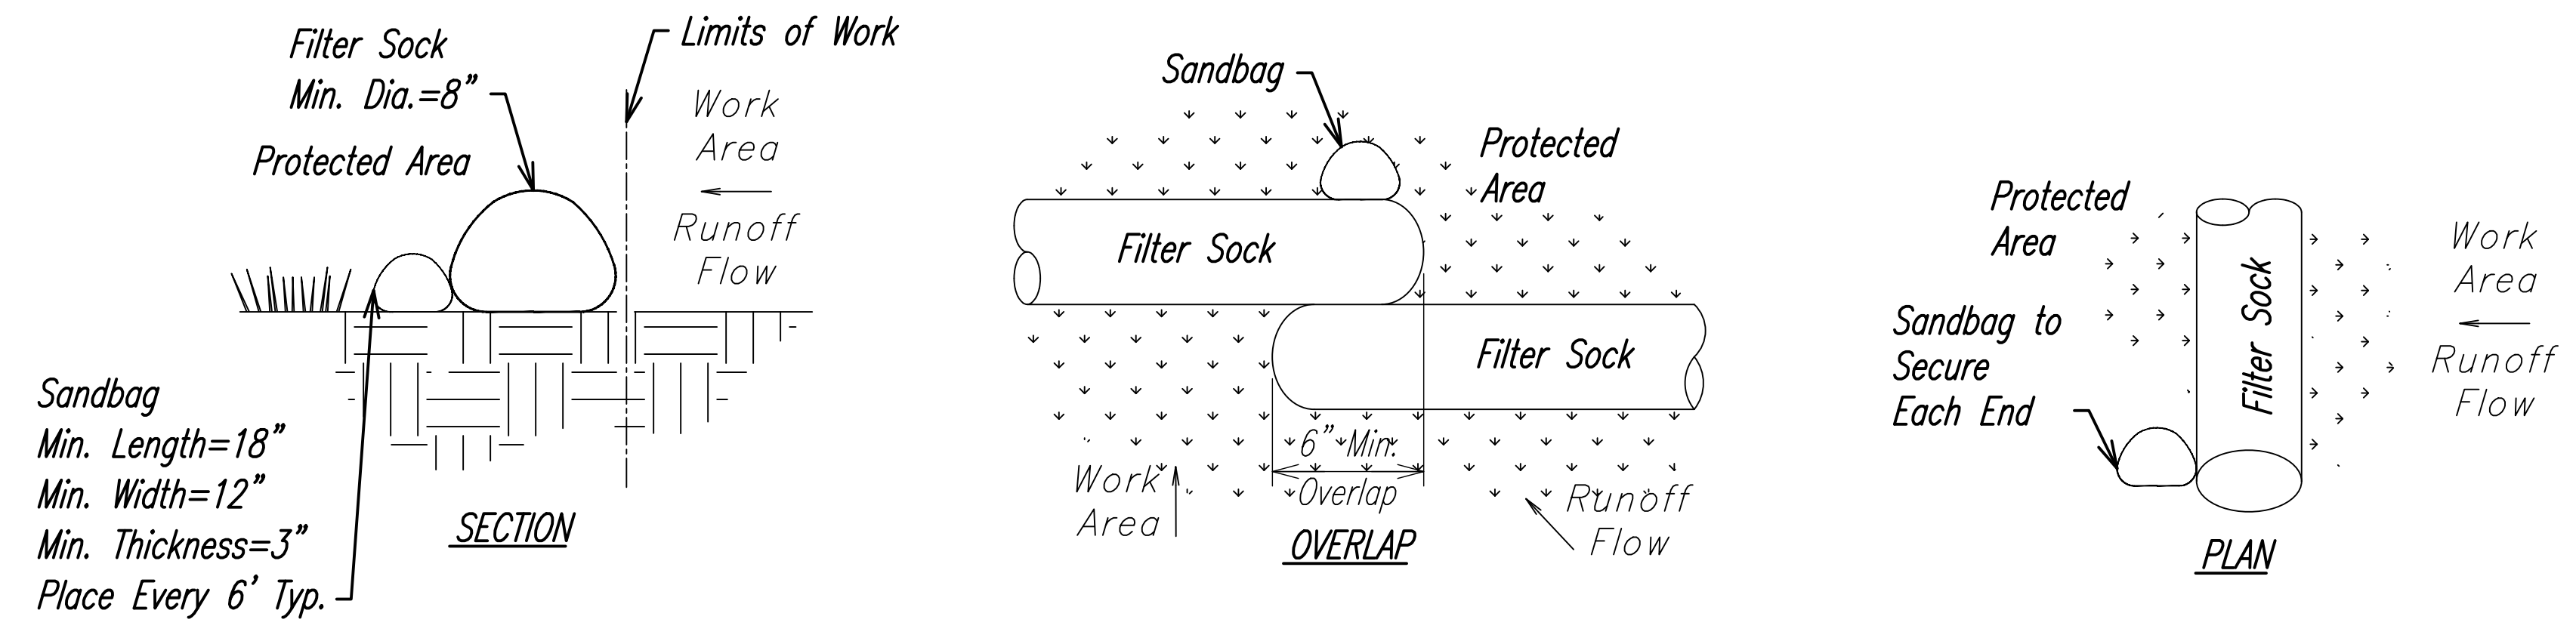 Filter Sock
Min. Dia.=8"
Protected Area
Limits of Work
Work
Area
Runoff
Flow
Sandbag
Min. Length=18"
Min. Width=12"
Min. Thickness=3"
Place Every 6' Typ.
SECTION
Sandbag
Protected
Area
Filter Sock
Filter Sock
6" Min.
Overlap
Work
Area
Runoff
Flow
OVERLAP
Protected
Area
Sandbag to
Secure
Each End
Filter Sock
Work
Area
Runoff
Flow
PLAN